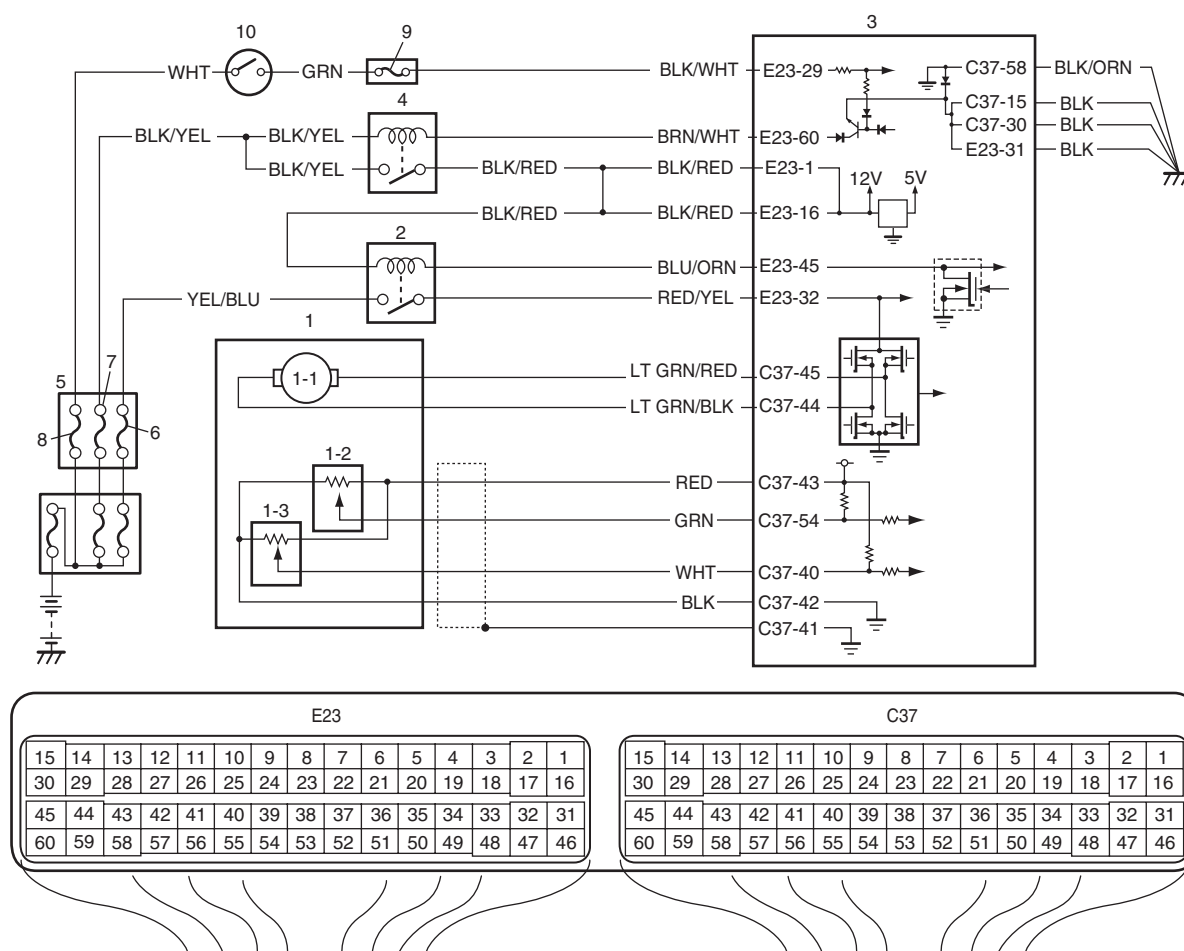 10 9 3
WHT GRN BLK/WHT E23-29 C37-58 BLK/ORN
4 C37-15 BLK
C37-30 BLK
BLK/YEL BLK/YEL BRN/WHT E23-60 E23-31 BLK
BLK/YEL BLK/RED BLK/RED E23-1
12V 5V
BLK/RED BLK/RED E23-16
2
BLU/ORN E23-45
YEL/BLU RED/YEL E23-32
1
7
5 1-1 LT GRN/RED C37-45
LT GRN/BLK C37-44
8 6
1-2
RED C37-43
1-3
GRN C37-54
WHT C37-40
BLK C37-42
C37-41
E23 C37
15 14 13 12 11 10 9 8 7 6 5 4 3 2 1 15 14 13 12 11 10 9 8 7 6 5 4 3 2 1
30 29 28 27 26 25 24 23 22 21 20 19 18 17 16 30 29 28 27 26 25 24 23 22 21 20 19 18 17 16
45 44 43 42 41 40 39 38 37 36 35 34 33 32 31 45 44 43 42 41 40 39 38 37 36 35 34 33 32 31
60 59 58 57 56 55 54 53 52 51 50 49 48 47 46 60 59 58 57 56 55 54 53 52 51 50 49 48 47 46